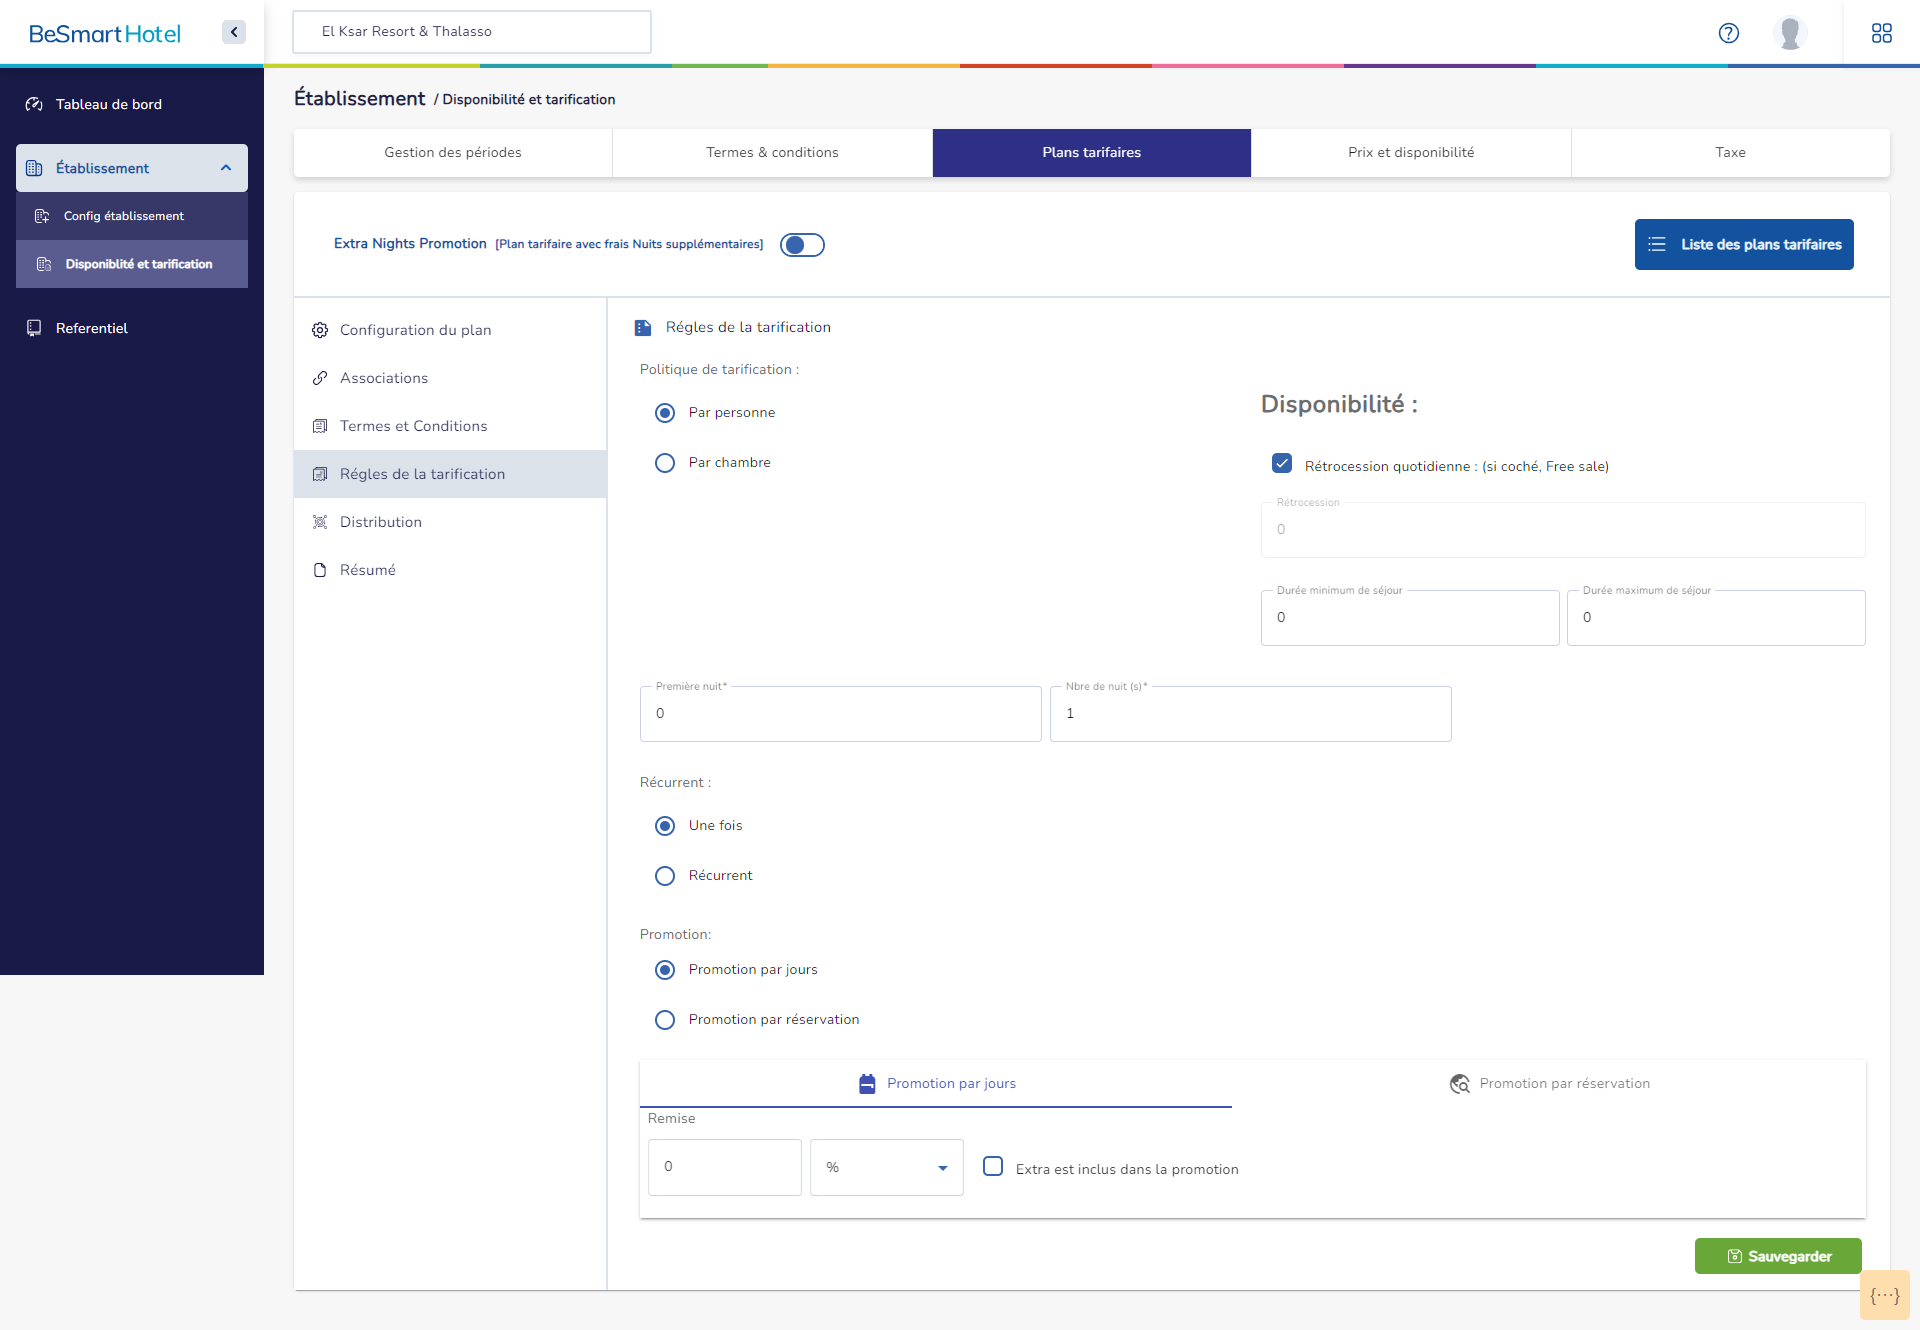 BeSmartHotel
El Ksar Resort & Thalasso
Tableau de bord
Établissement
Config établissement
Disponiblité et tarification
Referentiel
Établissement / Disponibilité et tarification
Gestion des périodes
Termes & conditions
Plans tarifaires
Prix et disponibilité
Taxe
Extra Nights Promotion [Plan tarifaire avec frais Nuits supplémentaires]
Liste des plans tarifaires
Configuration du plan
Associations
Termes et Conditions
Régles de la tarification
Distribution
Résumé
Régles de la tarification
Politique de tarification :
Par personne
Par chambre
Disponibilité :
Rétrocession quotidienne : (si coché, Free sale)
Rétrocession
0
Durée minimum de séjour
0
Durée maximum de séjour
0
Première nuit*
0
Nbre de nuit (s)*
1
Récurrent :
Une fois
Récurrent
Promotion:
Promotion par jours
Promotion par réservation
Promotion par jours
Promotion par réservation
Remise
0
%
Extra est inclus dans la promotion
Sauvegarder
{···}